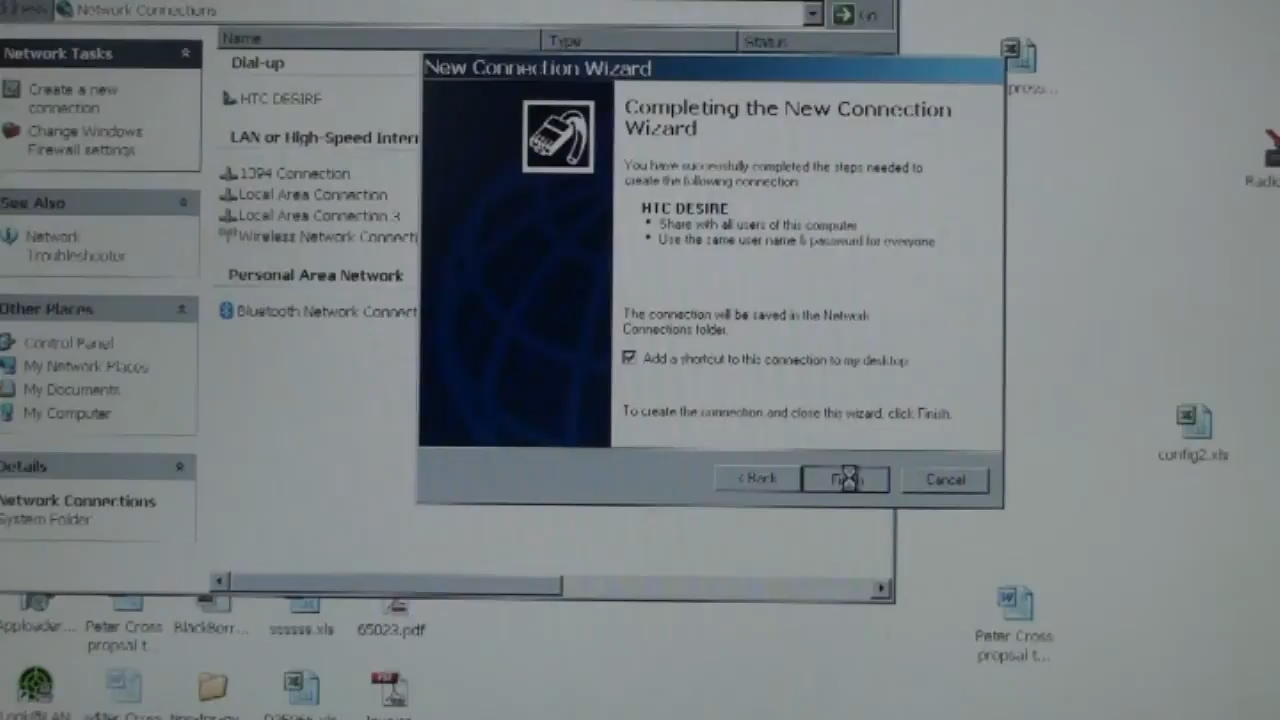 Network Connections
Name
Type
Status
Network Tasks
Create a new
connection
Change Windows
Firewall settings
See Also
Network
Troubleshooter
Other Places
Control Panel
My Network Places
My Documents
My Computer
Details
Network Connections
System Folder
Dial-up
HTC DESIRE
LAN or High-Speed Inter
1394 Connection
Local Area Connection
Local Area Connection 3
Wireless Network Connecti
Personal Area Network
Bluetooth Network Connect
New Connection Wizard
Completing the New Connection
Wizard
You have successfully completed the steps needed to
create the following connection:
HTC DESIRE
• Share with all users of this computer
• Use the same user name & password for everyone
The connection will be saved in the Network
Connections folder.
Add a shortcut to this connection to my desktop
To create the connection and close this wizard, click Finish.
< Back
Cancel
config2.xls
Peter Cross
propsal t...
Apploader...
Peter Cross
propsal t...
BlackBerr...
ssssss.xls
65023.pdf